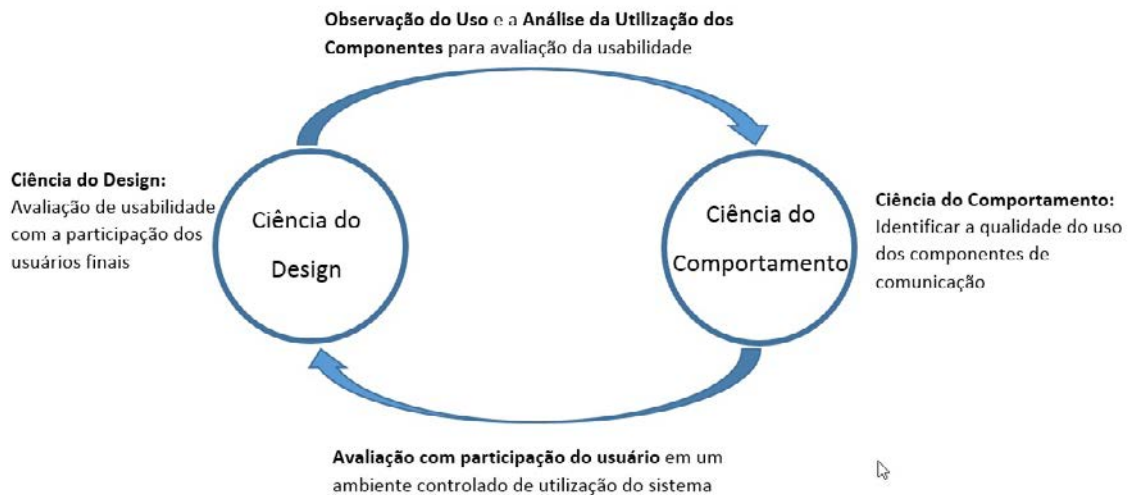 Observação do Uso e a Análise da Utilização dos
Componentes para avaliação da usabilidade
Ciência do Design:
Avaliação de usabilidade
com a participação dos
usuários finais
Ciência do
Design
Ciência do
Comportamento
Ciência do Comportamento:
Identificar a qualidade do uso
dos componentes de
comunicação
Avaliação com participação do usuário em um
ambiente controlado de utilização do sistema